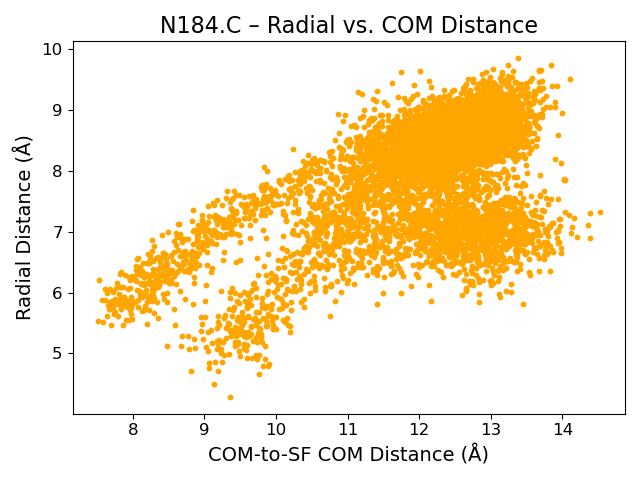 N184.C – Radial vs. COM Distance
10
9
8
7
6
5
Radial Distance (Å)
8 9 10 11 12 13 14
COM-to-SF COM Distance (Å)